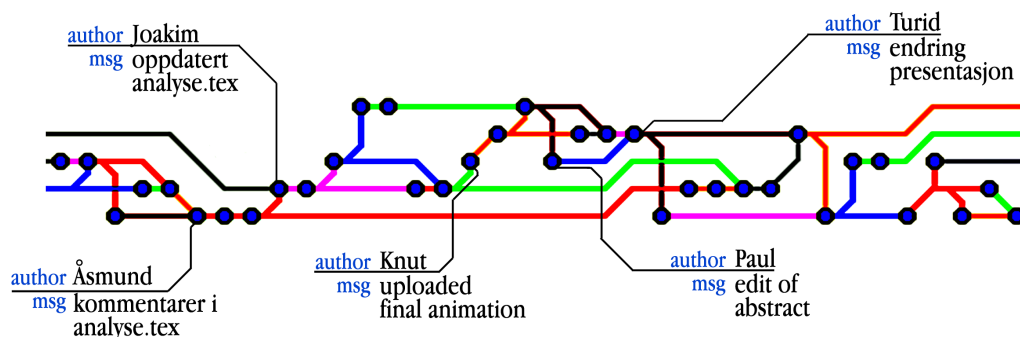 author Joakim
msg oppdatert
analyse.tex
author Turid
msg endring
presentasjon
author Åsmund
msg kommentarer i
analyse.tex
author Knut
msg uploaded
final animation
author Paul
msg edit of
abstract